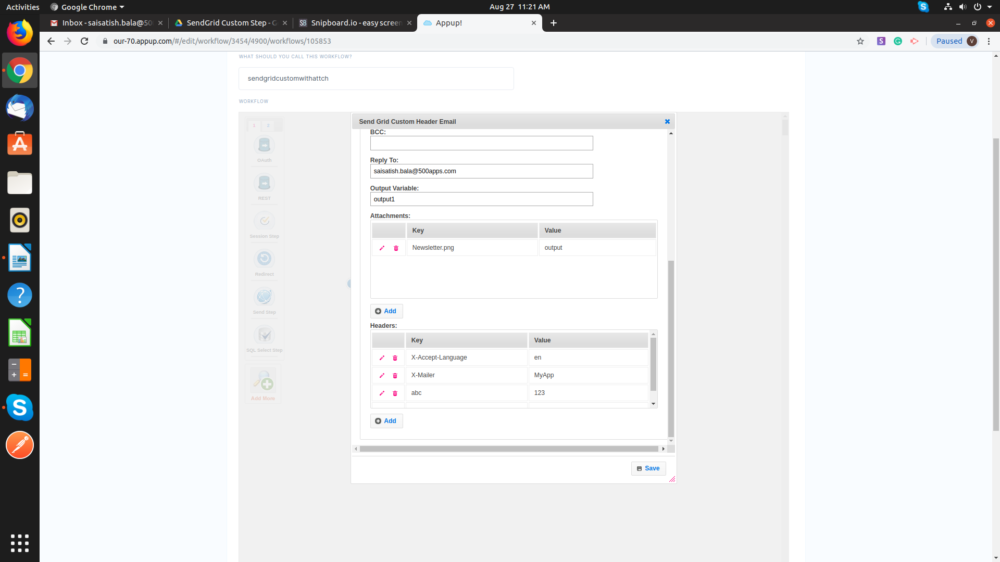 Activities
Google Chrome
Aug 27 11:21 AM
Inbox - saisatish.bala@50
SendGrid Custom Step - G
SB Snipboard.io - easy screen
Appup!
our-70.appup.com/#/edit/workflow/3454/4900/workflows/105853
S
G
Paused V
WHAT SHOULD YOU CALL THIS WORKFLOW?
sendgridcustomwithattch
WORKFLOW
1 2
OAuth
REST
Session Step
Redirect
Send Step
SQL Select Step
Add More
Send Grid Custom Header Email
BCC:
Reply To:
saisatish.bala@500apps.com
Output Variable:
output1
Attachments:
Key Value
Newsletter.png output
Add
Headers:
Key Value
X-Accept-Language en
X-Mailer MyApp
abc 123
Add
Save